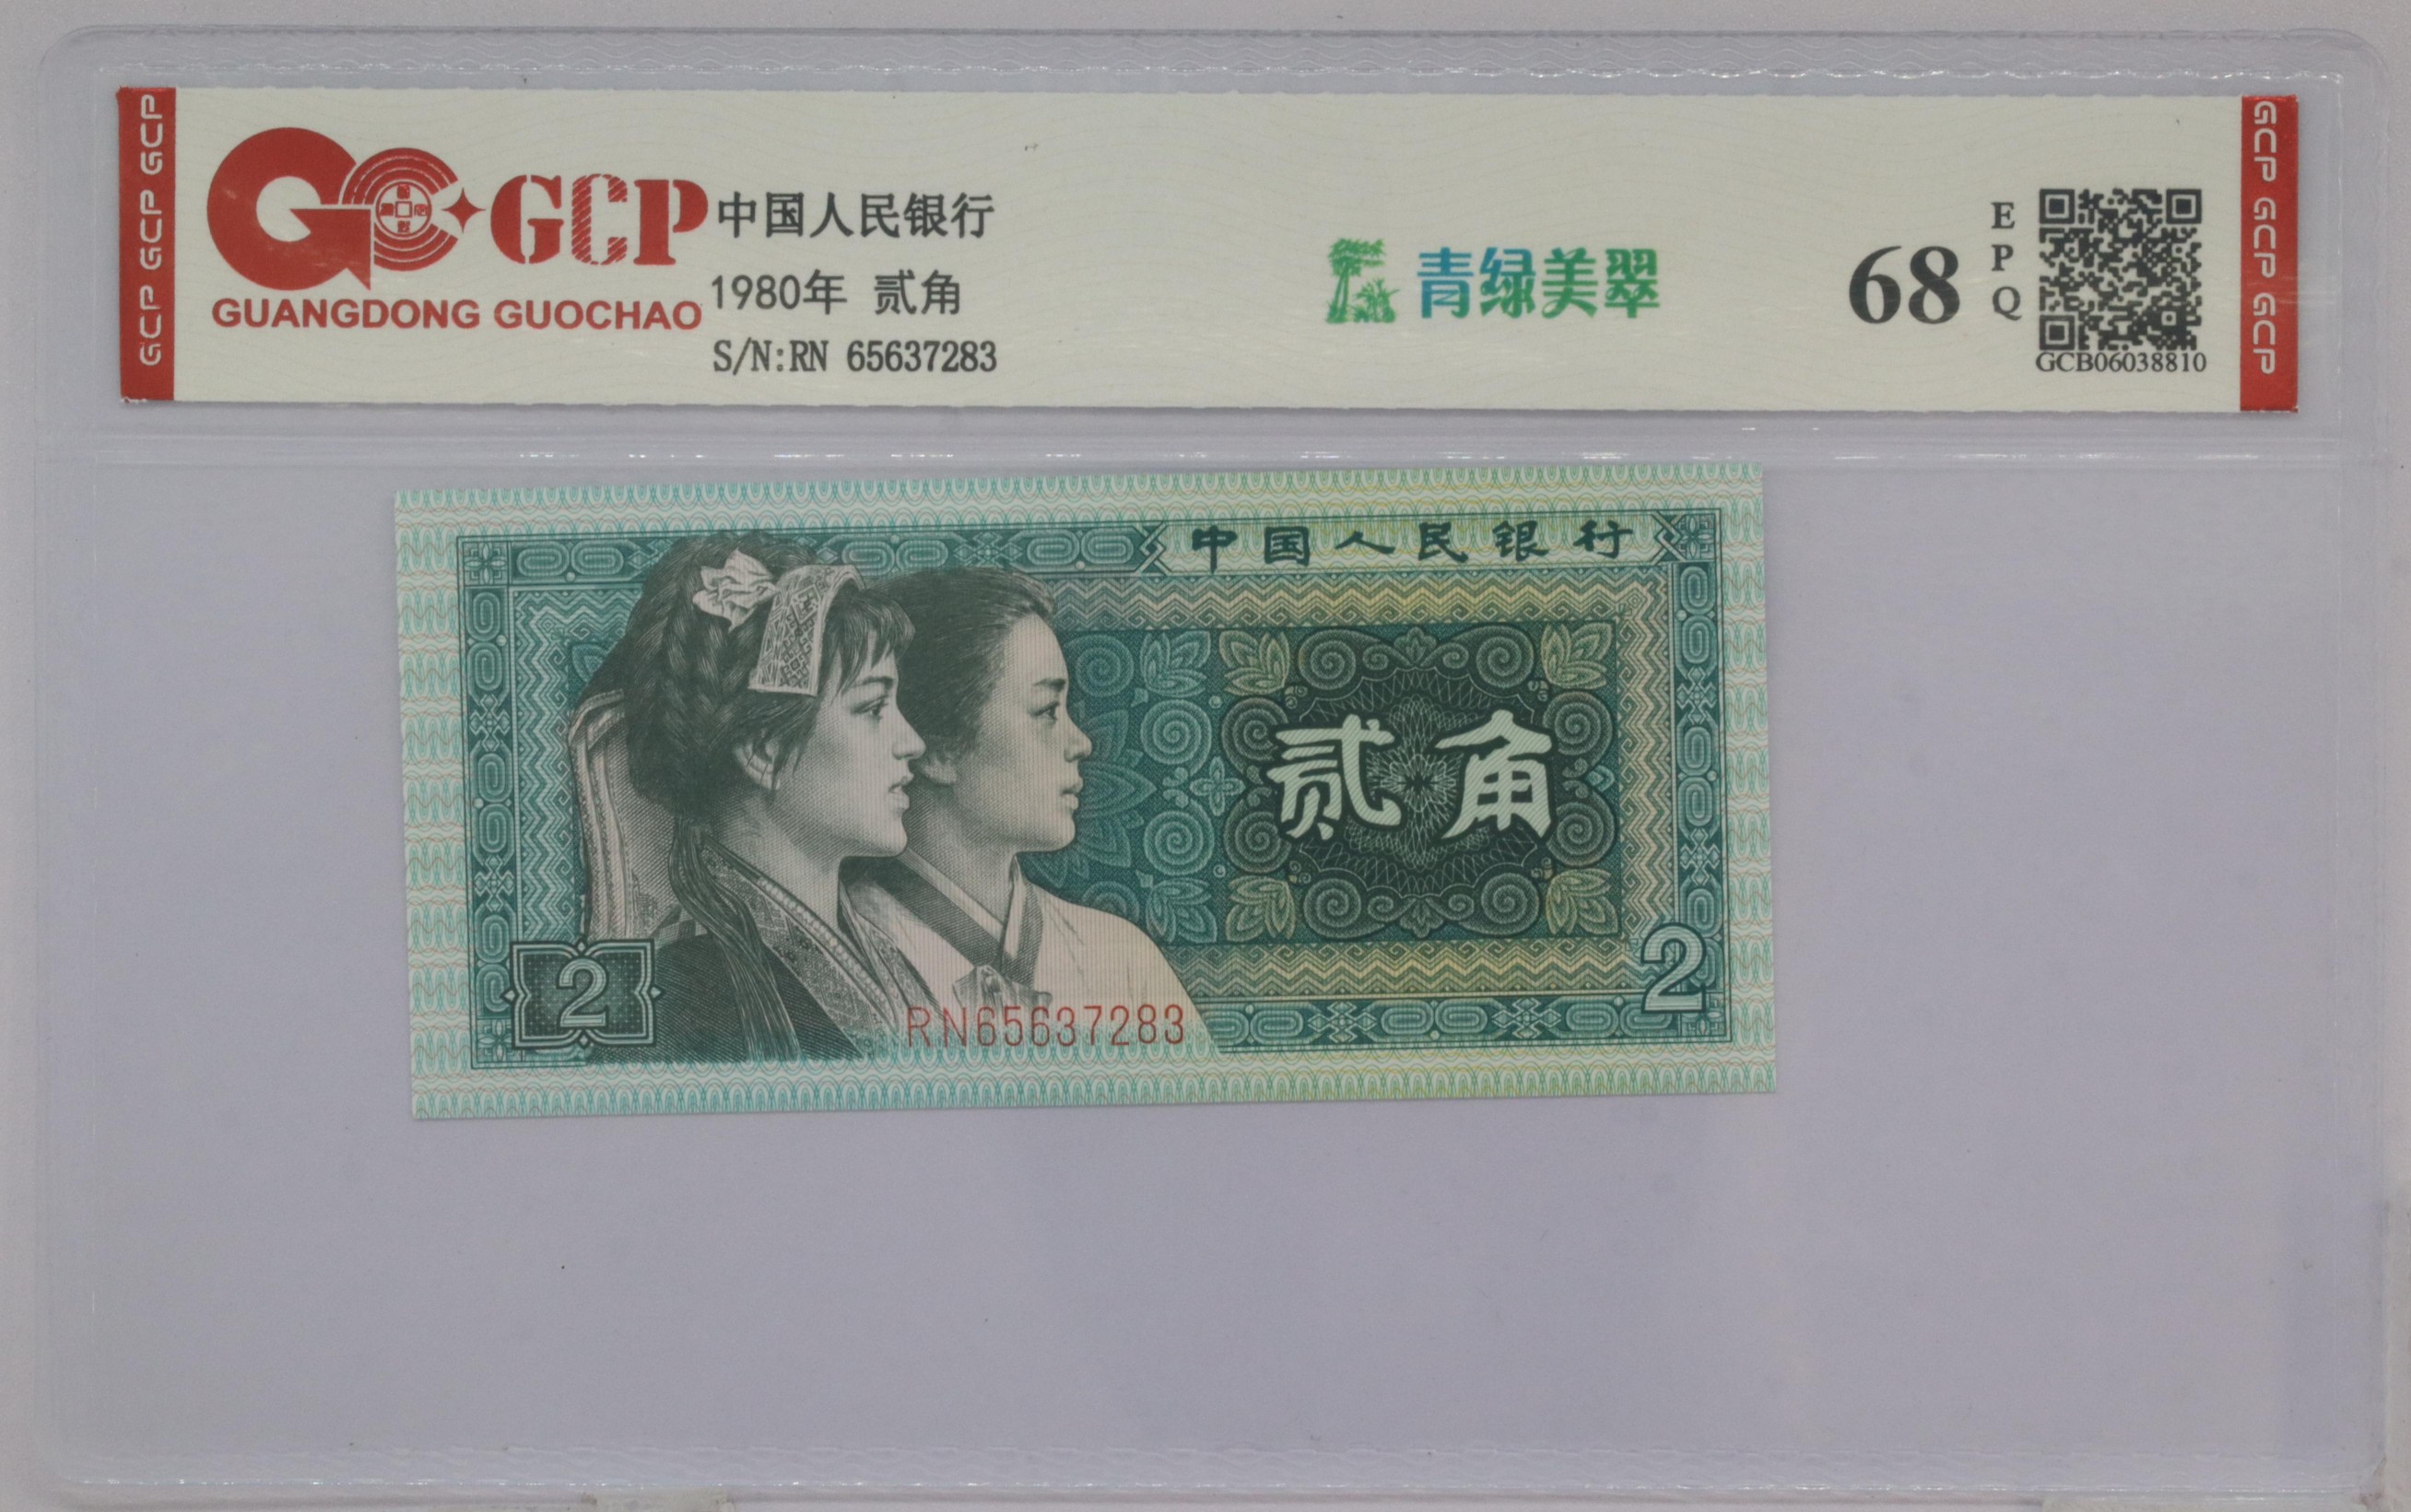 GCP GCP GCP
GCP
GUANGDONG GUOCHAO
中国人民银行
1980年 贰角
S/N:RN 65637283
青绿美翠
68
E
P
Q
GCB06038810
GCP GCP GCP
中国人民银行
贰角
2
2
RN65637283